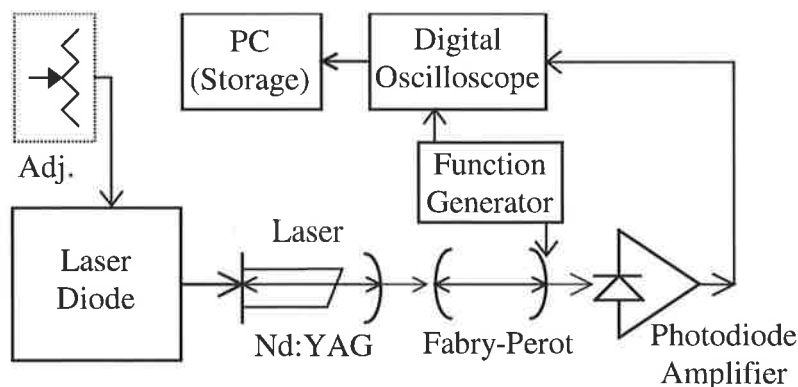 PC
(Storage)
Digital
Oscilloscope
Adj.
Function
Generator
Laser
Diode
Laser
Nd:YAG
Fabry-Perot
Photodiode
Amplifier